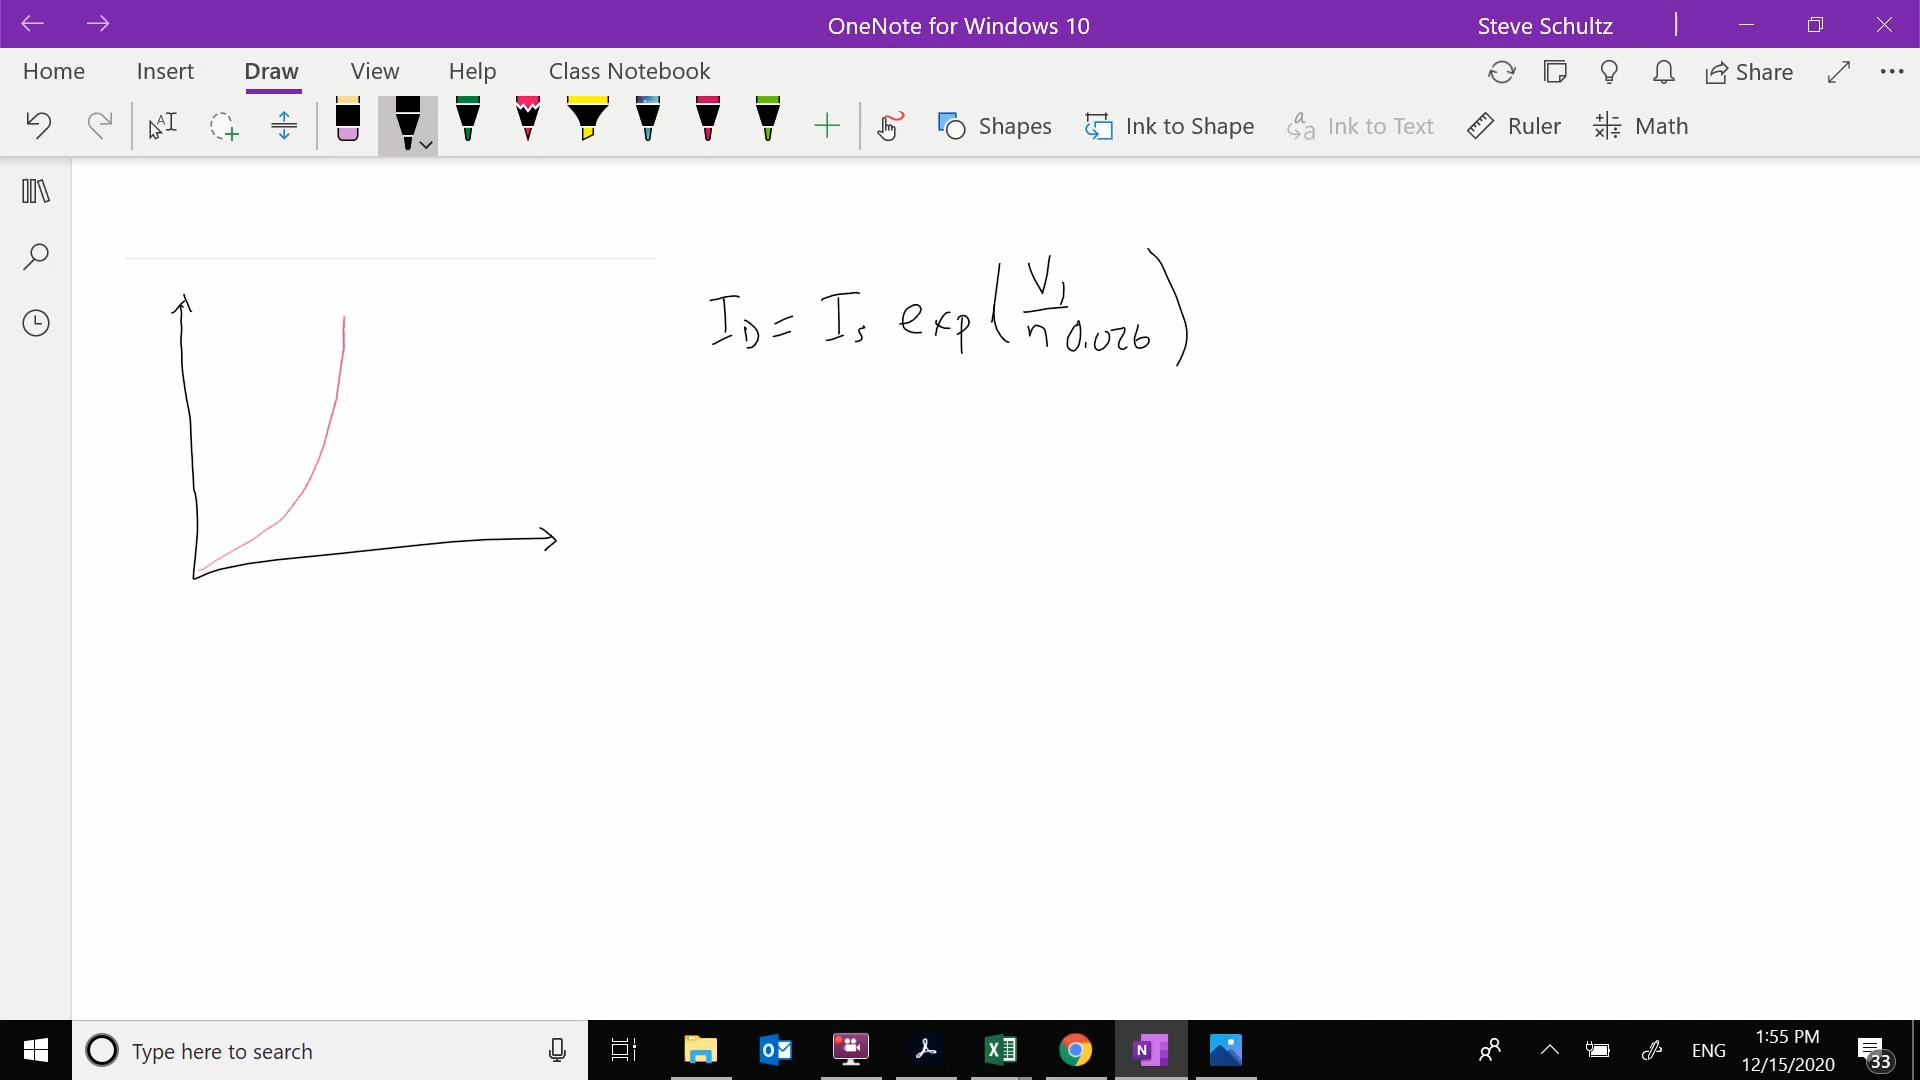 OneNote for Windows 10
Steve Schultz
Home Insert Draw View Help Class Notebook
Share
Shapes Ink to Shape Ink to Text Ruler Math
I_D = I_s exp(V_1 / n 0.026)
Type here to search
ENG
1:55 PM
12/15/2020
33